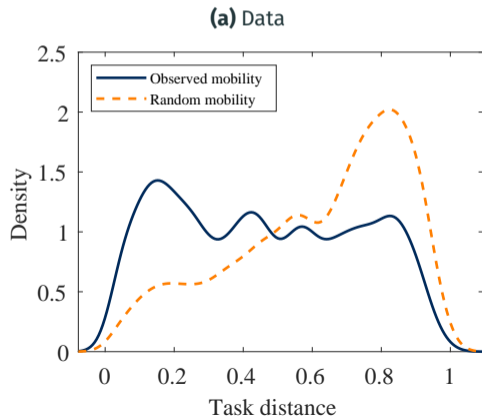 (a) Data
2.5
Observed mobility
Random mobility
2
1.5
Density
1
0.5
0
0 0.2 0.4 0.6 0.8 1
Task distance